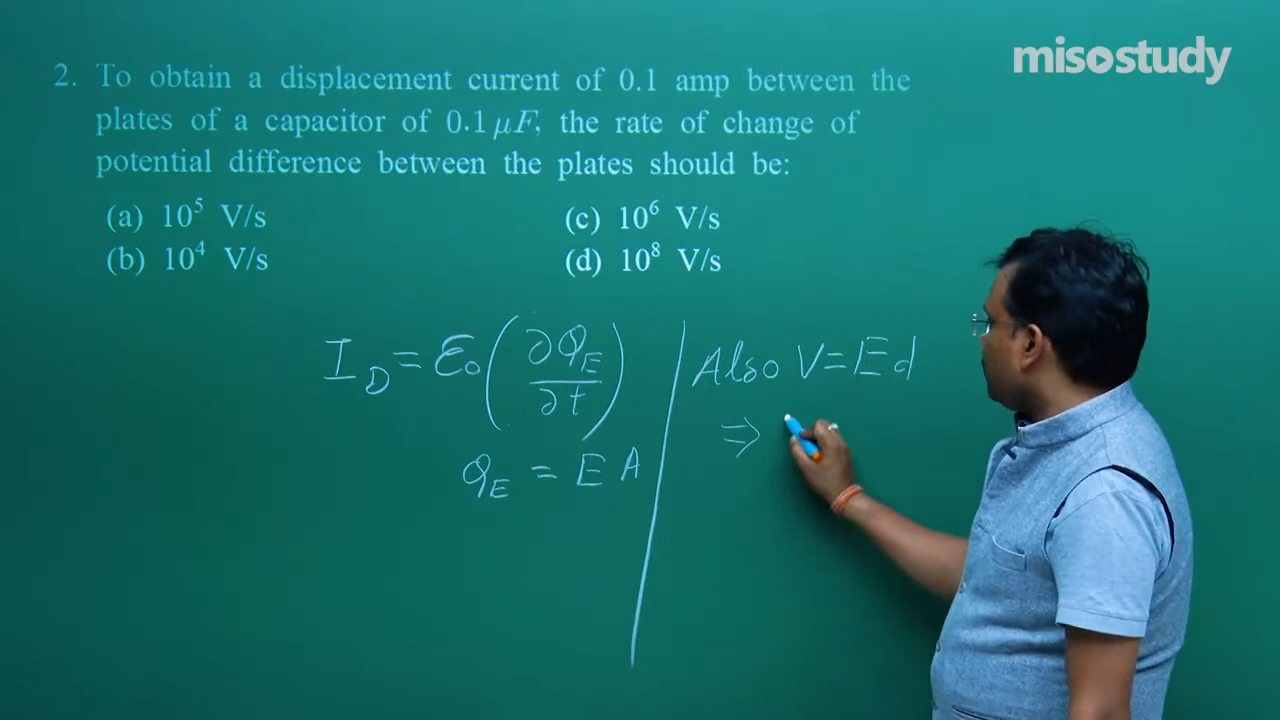 misostudy
2. To obtain a displacement current of 0.1 amp between the
plates of a capacitor of 0.1 μF, the rate of change of
potential difference between the plates should be:
(a) 10⁵ V/s (c) 10⁶ V/s
(b) 10⁴ V/s (d) 10⁸ V/s
I_D = ε₀(∂φ_E/∂t) Also V=Ed
⇒
φ_E = EA